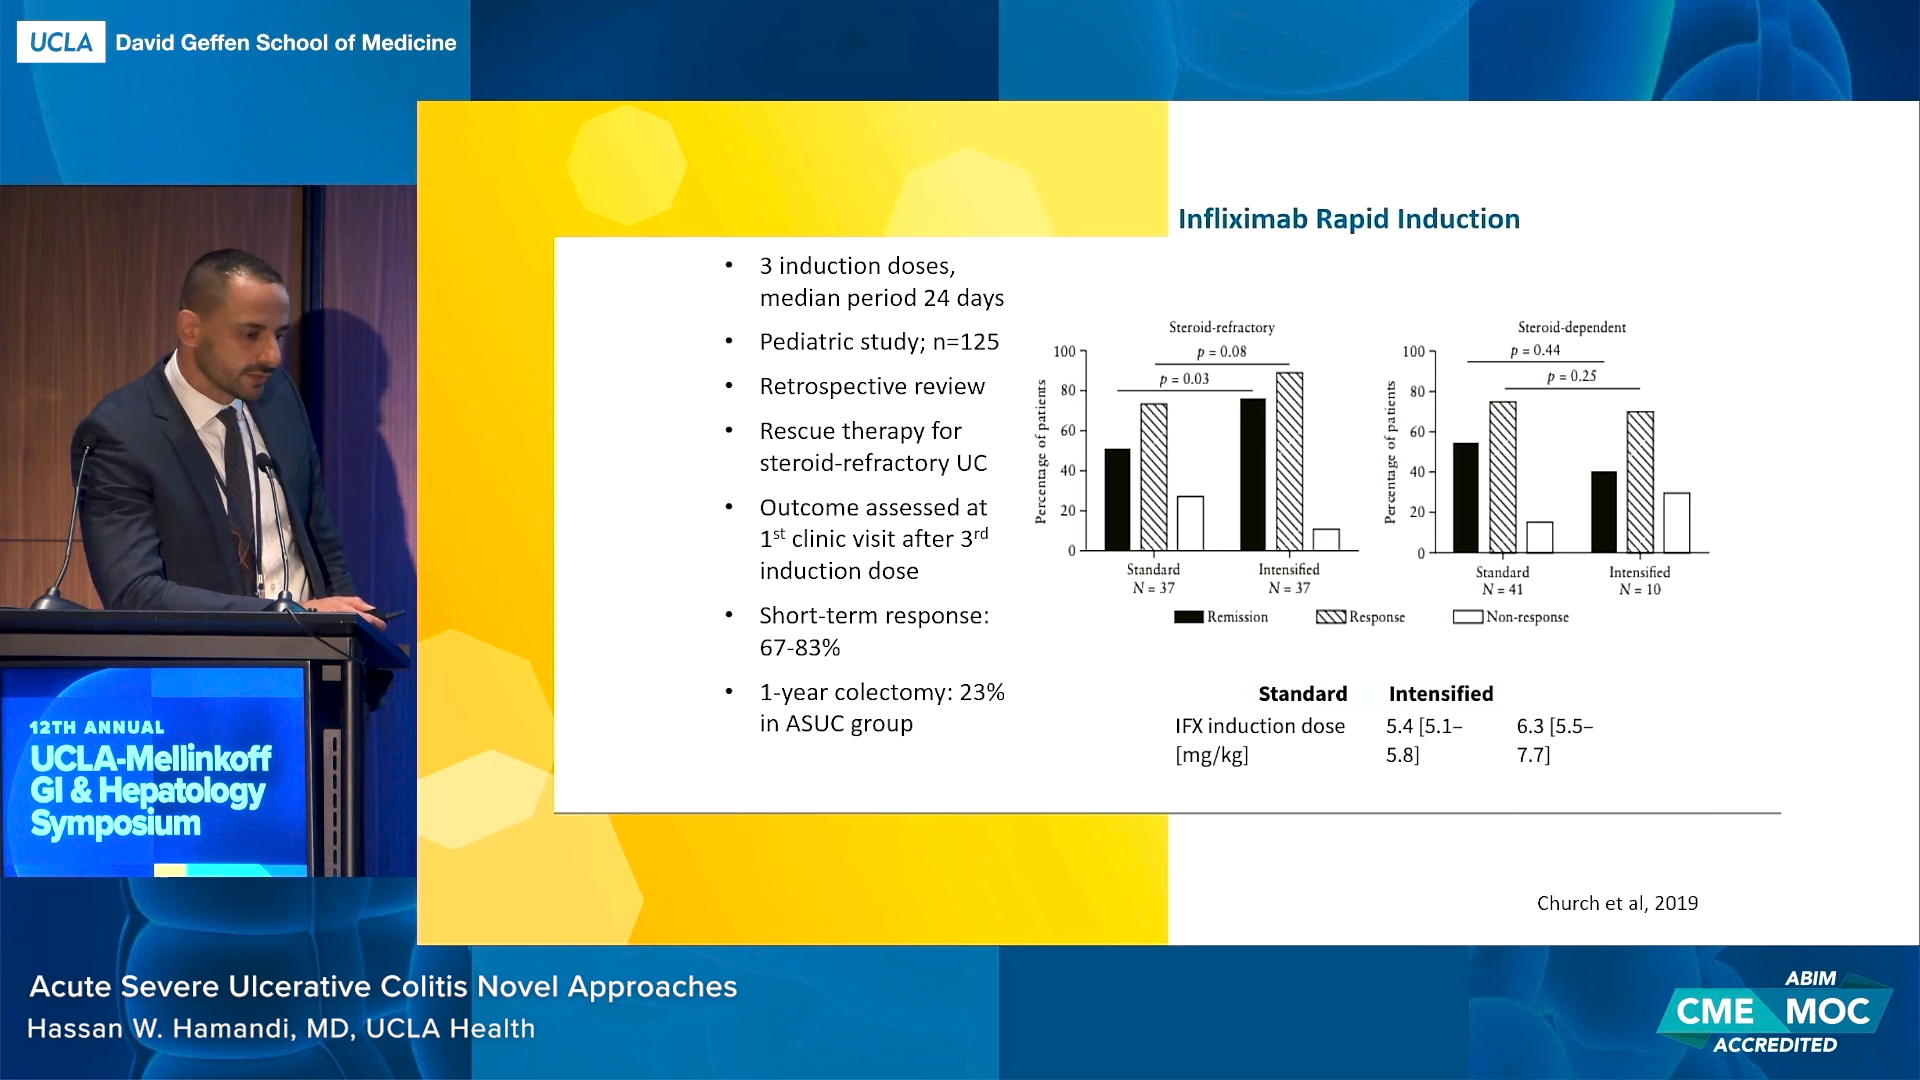 UCLA David Geffen School of Medicine
Infliximab Rapid Induction
• 3 induction doses,
median period 24 days
• Pediatric study; n=125
• Retrospective review
• Rescue therapy for
steroid-refractory UC
• Outcome assessed at
1st clinic visit after 3rd
induction dose
• Short-term response:
67-83%
• 1-year colectomy: 23%
in ASUC group
Steroid-refractory
p = 0.08
p = 0.03
Percentage of patients
100
80
60
40
20
0
Standard
N = 37
Intensified
N = 37
Steroid-dependent
p = 0.44
p = 0.25
Percentage of patients
100
80
60
40
20
0
Standard
N = 41
Intensified
N = 10
Remission Response Non-response
Standard Intensified
IFX induction dose 5.4 [5.1– 6.3 [5.5–
[mg/kg] 5.8] 7.7]
Church et al, 2019
12TH ANNUAL
UCLA-Mellinkoff
GI & Hepatology
Symposium
Acute Severe Ulcerative Colitis Novel Approaches
Hassan W. Hamandi, MD, UCLA Health
ABIM
CME MOC
ACCREDITED